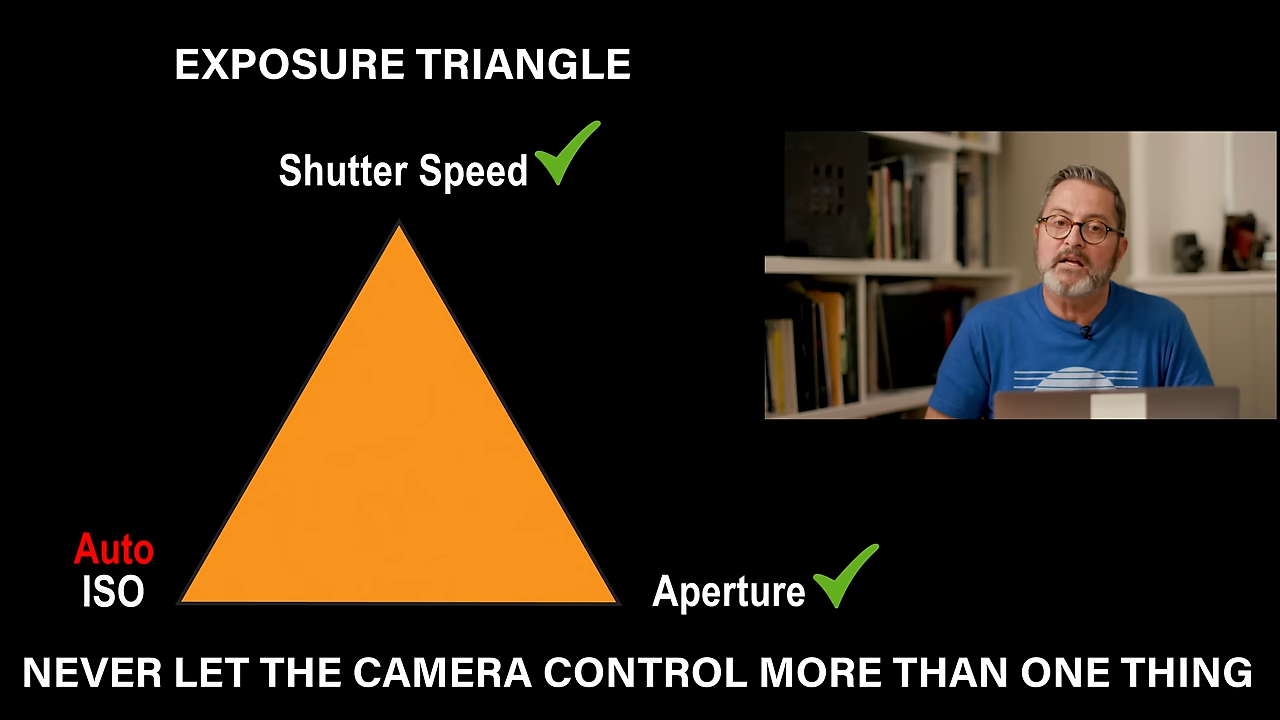 EXPOSURE TRIANGLE
Shutter Speed
Auto
ISO
Aperture
NEVER LET THE CAMERA CONTROL MORE THAN ONE THING